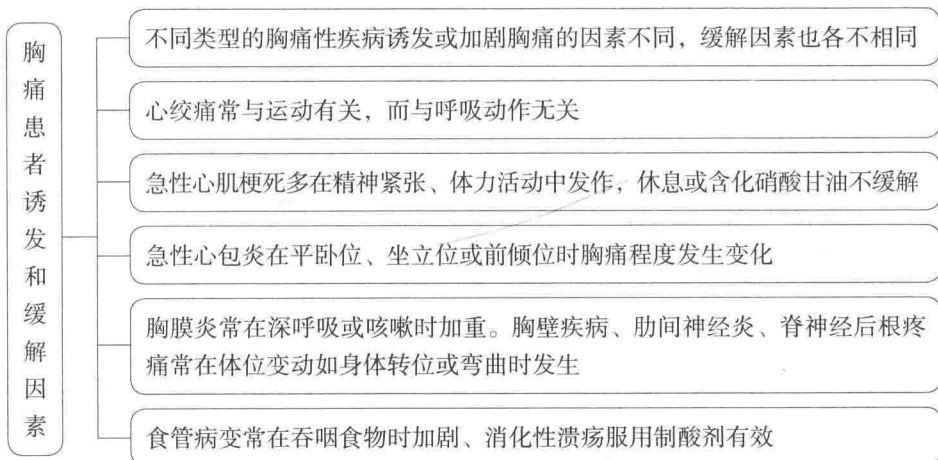 胸痛患者诱发和缓解因素
不同类型的胸痛性疾病诱发或加剧胸痛的因素不同，缓解因素也各不相同
心绞痛常与运动有关，而与呼吸动作无关
急性心肌梗死多在精神紧张、体力活动中发作，休息或含化硝酸甘油不缓解
急性心包炎在平卧位、坐立位或前倾位时胸痛程度发生变化
胸膜炎常在深呼吸或咳嗽时加重。胸壁疾病、肋间神经炎、脊神经后根疼
痛常在体位变动如身体转位或弯曲时发生
食管病变常在吞咽食物时加剧、消化性溃疡服用制酸剂有效